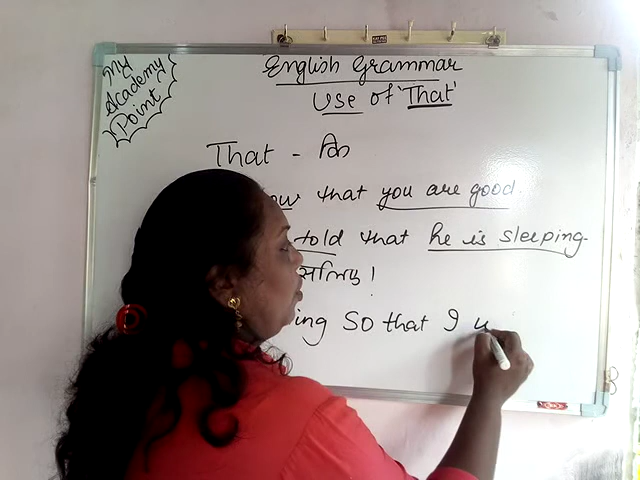 My
Academy
Point
English Grammar
Use of 'That'
That - कि
that you are good.
told that he is sleeping.
ing So that I